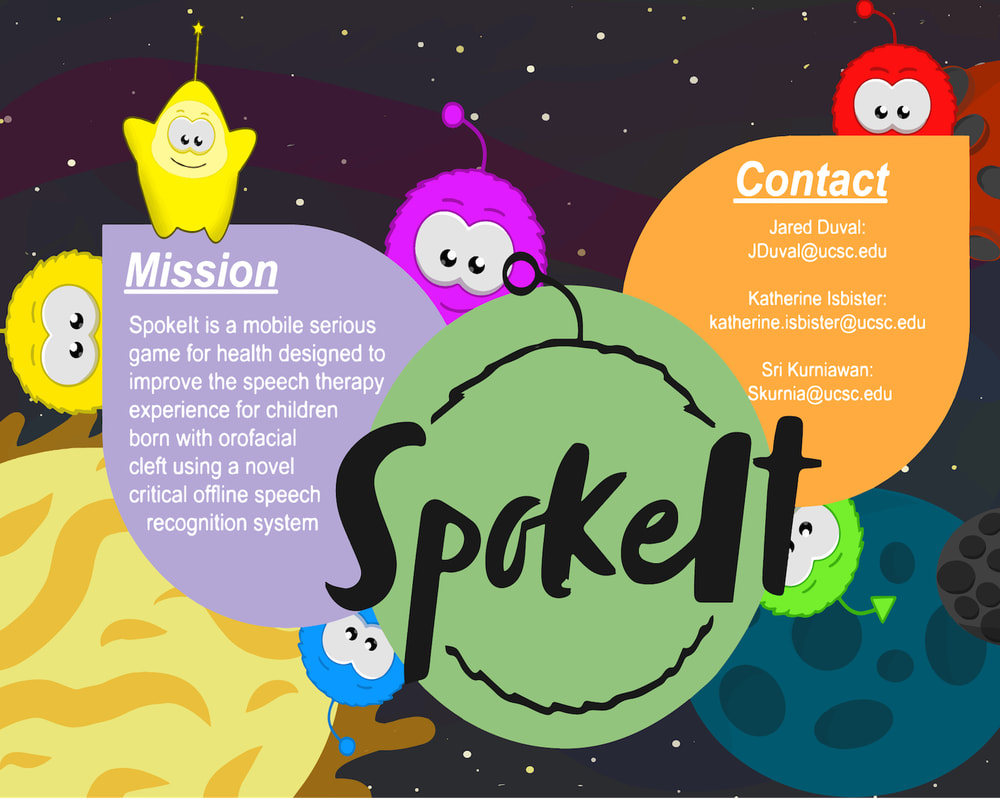 Mission
SpokeIt is a mobile serious
game for health designed to
improve the speech therapy
experience for children
born with orofacial
cleft using a novel
critical offline speech
recognition system
SpokeIt
Contact
Jared Duval:
JDuval@ucsc.edu
Katherine Isbister:
katherine.isbister@ucsc.edu
Sri Kurniawan:
Skurnia@ucsc.edu